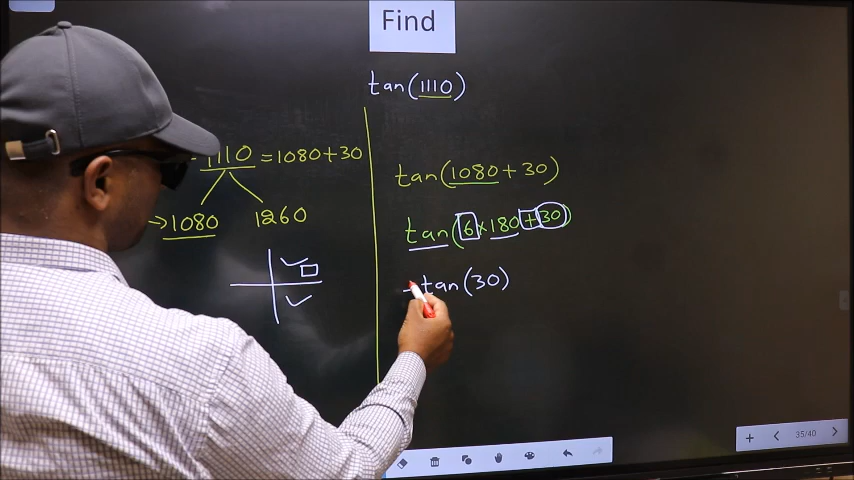 Find
tan(1110)
1110 = 1080+30
→1080 1260
tan(1080+30)
tan(6×180+30)
tan(30)
35/40